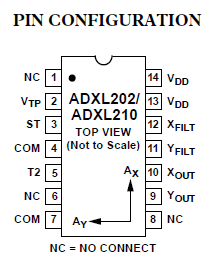 PIN CONFIGURATION
NC 1 14 VDD
VTP 2 ADXL202/ 13 VDD
ST 3 ADXL210 12 XFILT
COM 4 TOP VIEW (Not to Scale) 11 YFILT
T2 5 AX 10 XOUT
NC 6 9 YOUT
COM 7 AY 8 NC
NC = NO CONNECT